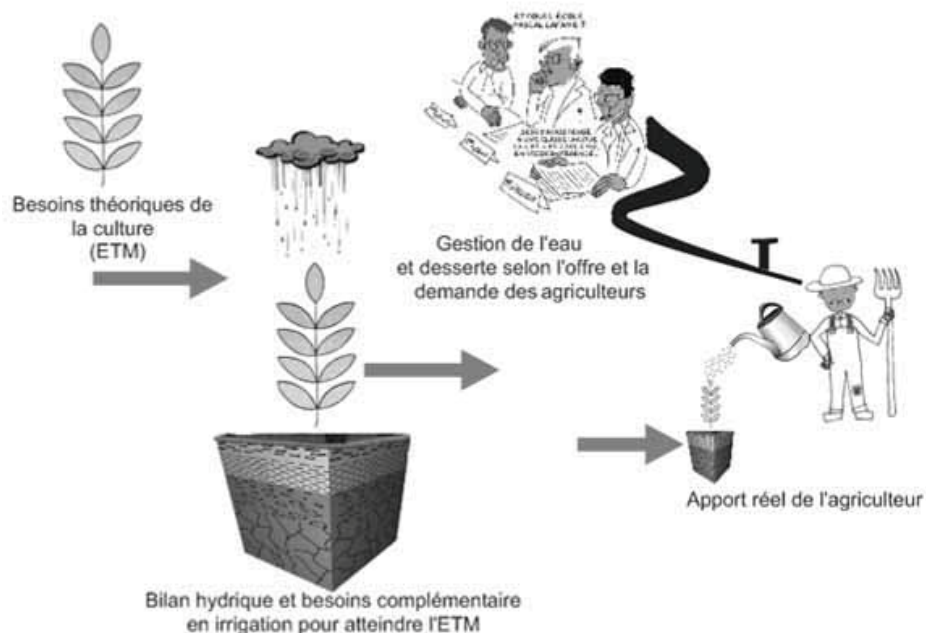 Besoins théoriques de
la culture
(ETM)
Gestion de l'eau
et desserte selon l'offre et la
demande des agriculteurs
Apport réel de l'agriculteur
Bilan hydrique et besoins complémentaire
en irrigation pour atteindre l'ETM